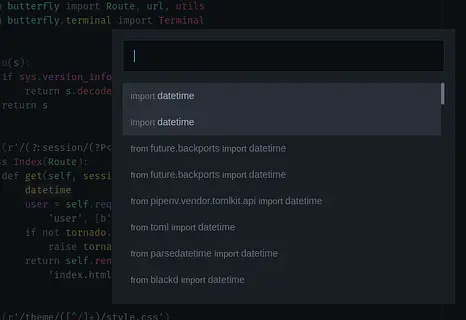 butterfly import Route, url, utils
butterfly.terminal import Terminal
u(s):
if sys.version_info
return s.decode
return s
import datetime
import datetime
from future.backports import datetime
from future.backports import datetime
from pipenv.vendor.tomlkit.api import datetime
from toml import datetime
from parsedatetime import datetime
from blackd import datetime
(r'/(?:session/(?P<
s Index(Route):
def get(self, sessi
datetime
user = self.req
'user', [b'
if not tornado.
raise torna
return self.ren
'index.html
(r'/theme/([^/]+)/style.css')